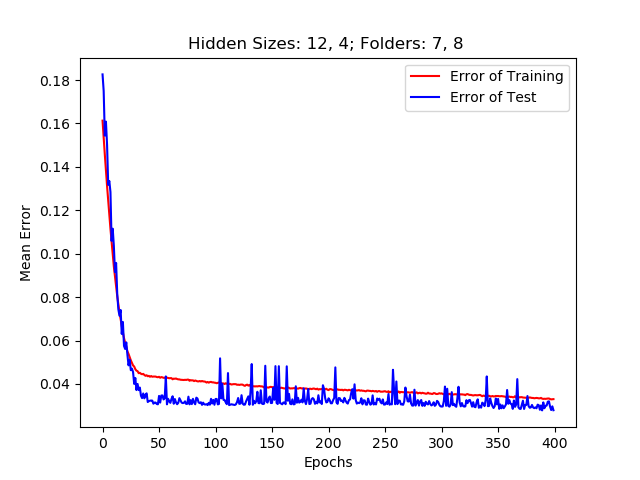 Hidden Sizes: 12, 4; Folders: 7, 8
Error of Training
Error of Test
Mean Error
0.18
0.16
0.14
0.12
0.10
0.08
0.06
0.04
0 50 100 150 200 250 300 350 400
Epochs